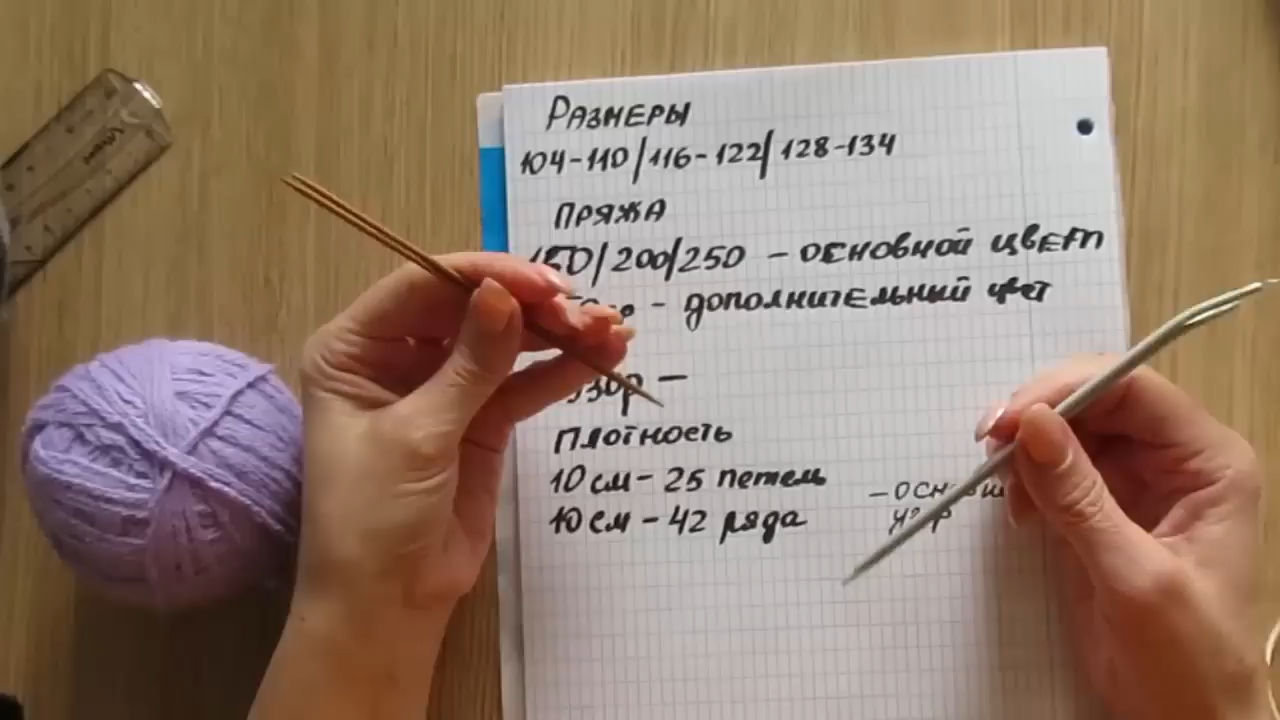 Размеры
104-110/116-122/128-134
Пряжа
150/200/250 - основной цвет
- дополнительный цвет
-
Плотность
10 см - 25 петель
10 см - 42 ряда